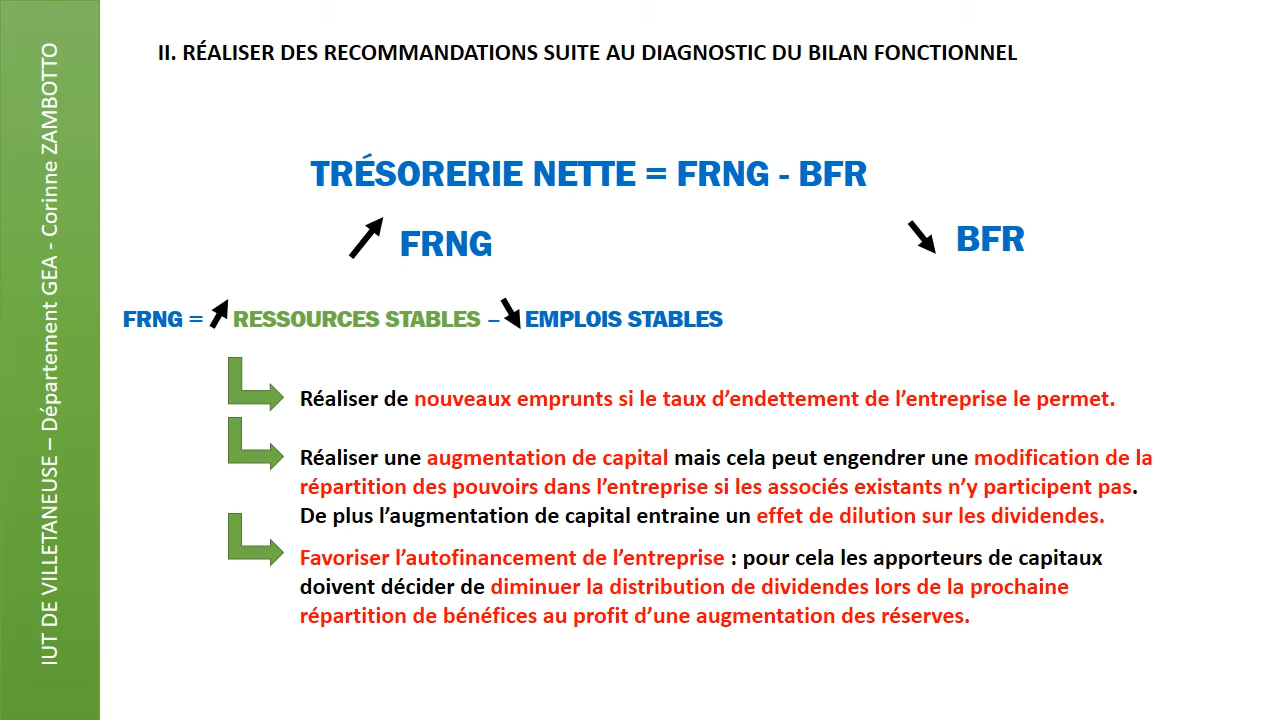 II. RÉALISER DES RECOMMANDATIONS SUITE AU DIAGNOSTIC DU BILAN FONCTIONNEL
IUT DE VILLETANEUSE – Département GEA - Corinne ZAMBOTTO
TRÉSORERIE NETTE = FRNG - BFR
FRNG
BFR
FRNG = RESSOURCES STABLES – EMPLOIS STABLES
Réaliser de nouveaux emprunts si le taux d’endettement de l’entreprise le permet.
Réaliser une augmentation de capital mais cela peut engendrer une modification de la
répartition des pouvoirs dans l’entreprise si les associés existants n’y participent pas.
De plus l’augmentation de capital entraine un effet de dilution sur les dividendes.
Favoriser l’autofinancement de l’entreprise : pour cela les apporteurs de capitaux
doivent décider de diminuer la distribution de dividendes lors de la prochaine
répartition de bénéfices au profit d’une augmentation des réserves.